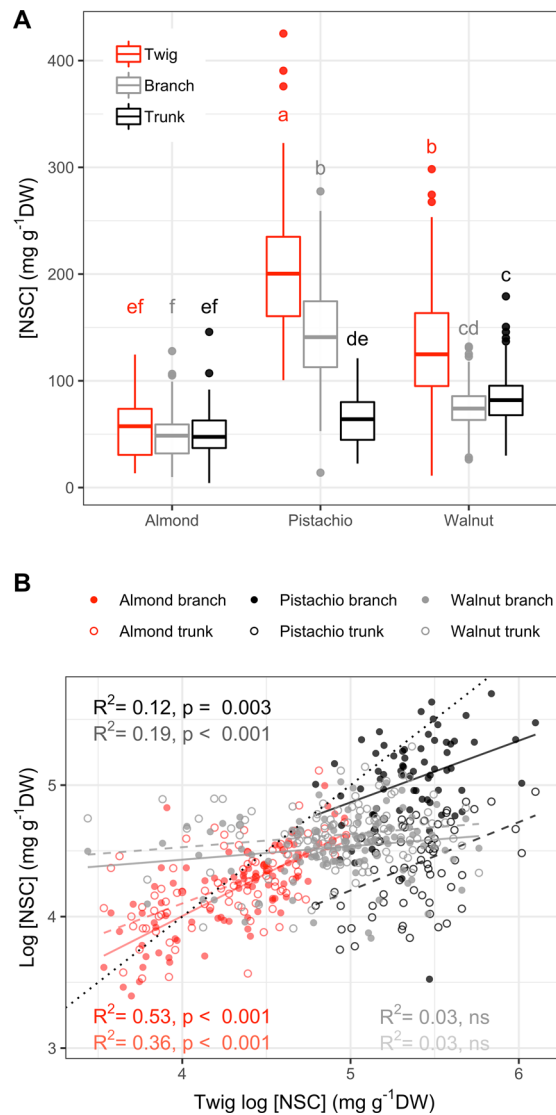 A
[NSC] (mg g⁻¹DW)
400
300
200
100
0
Twig
Branch
Trunk
ef
f
ef
a
b
de
b
cd
c
Almond
Pistachio
Walnut
B
Almond branch
Pistachio branch
Walnut branch
Almond trunk
Pistachio trunk
Walnut trunk
Log [NSC] (mg g⁻¹DW)
5
4
3
R²= 0.12, p = 0.003
R²= 0.19, p < 0.001
R²= 0.53, p < 0.001
R²= 0.03, ns
R²= 0.36, p < 0.001
R²= 0.03, ns
4
5
6
Twig log [NSC] (mg g⁻¹DW)